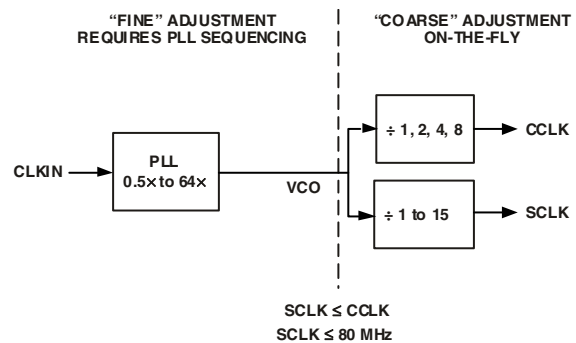 “FINE” ADJUSTMENT
REQUIRES PLL SEQUENCING
“COARSE” ADJUSTMENT
ON-THE-FLY
CLKIN
PLL
0.5× to 64×
VCO
÷ 1, 2, 4, 8
CCLK
÷ 1 to 15
SCLK
SCLK ≤ CCLK
SCLK ≤ 80 MHz